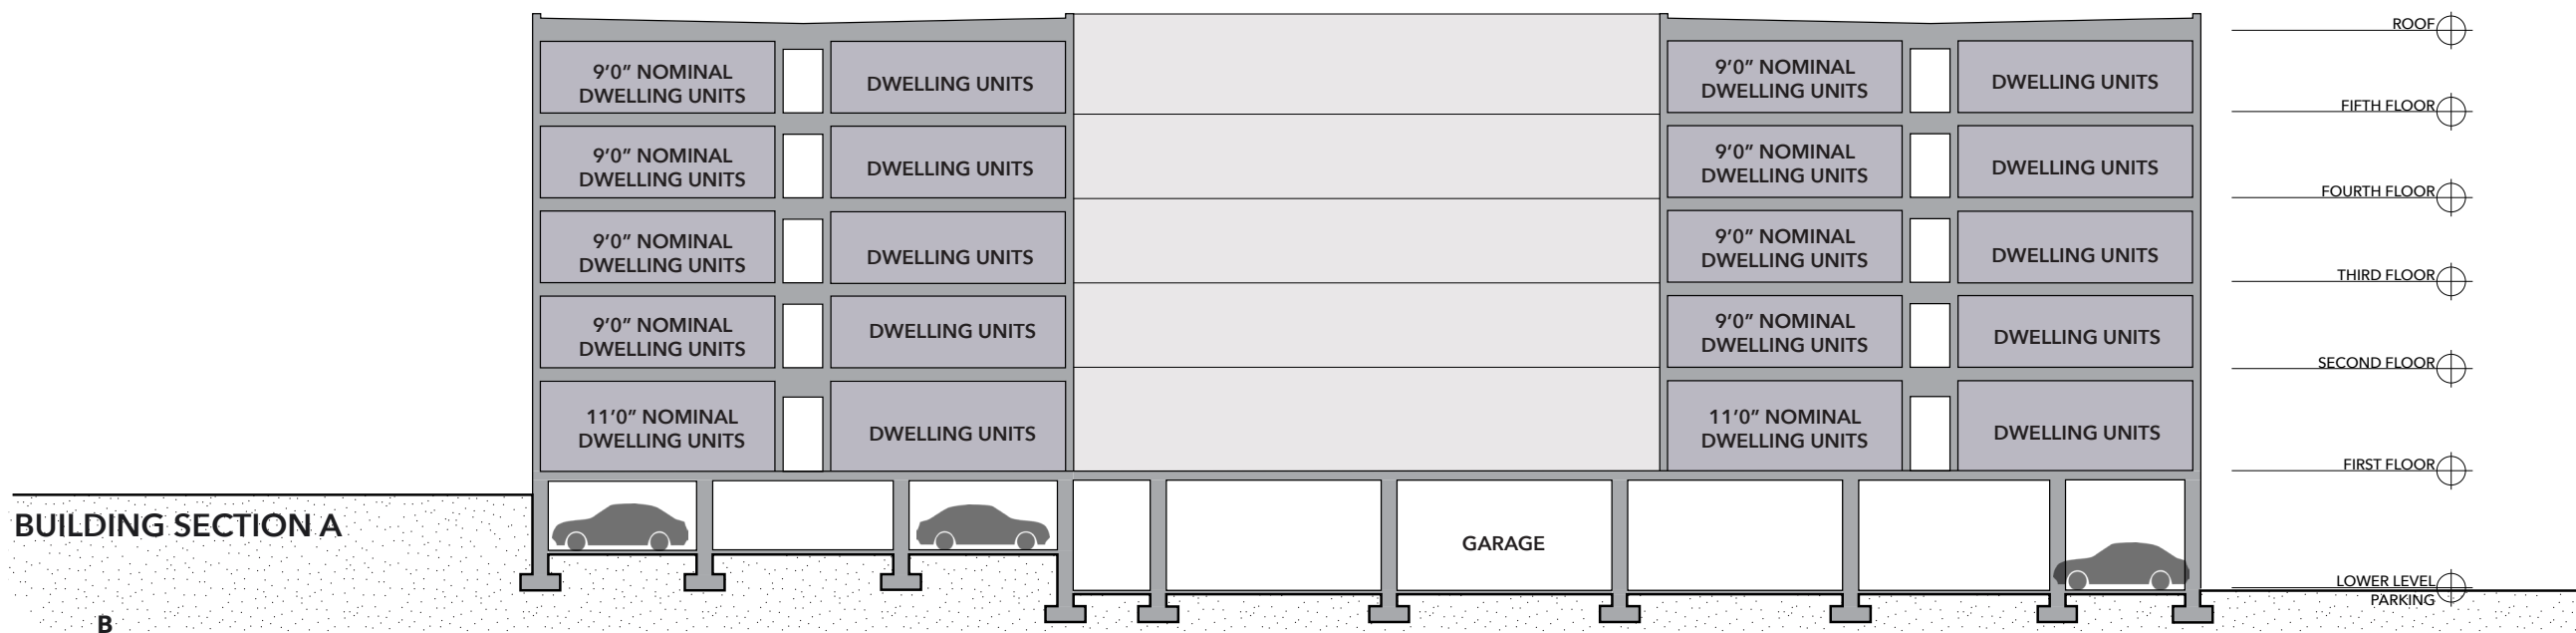 ROOF
9'0" NOMINAL
DWELLING UNITS
DWELLING UNITS
9'0" NOMINAL
DWELLING UNITS
DWELLING UNITS
FIFTH FLOOR
9'0" NOMINAL
DWELLING UNITS
DWELLING UNITS
9'0" NOMINAL
DWELLING UNITS
DWELLING UNITS
FOURTH FLOOR
9'0" NOMINAL
DWELLING UNITS
DWELLING UNITS
9'0" NOMINAL
DWELLING UNITS
DWELLING UNITS
THIRD FLOOR
9'0" NOMINAL
DWELLING UNITS
DWELLING UNITS
9'0" NOMINAL
DWELLING UNITS
DWELLING UNITS
SECOND FLOOR
11'0" NOMINAL
DWELLING UNITS
DWELLING UNITS
11'0" NOMINAL
DWELLING UNITS
DWELLING UNITS
FIRST FLOOR
BUILDING SECTION A
GARAGE
LOWER LEVEL
PARKING
B